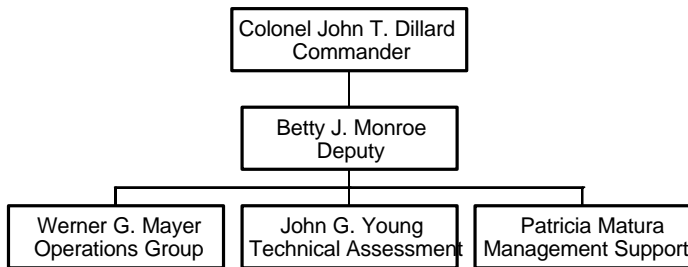 Colonel John T. Dillard
Commander
Betty J. Monroe
Deputy
Werner G. Mayer
Operations Group
John G. Young
Technical Assessment
Patricia Matura
Management Support